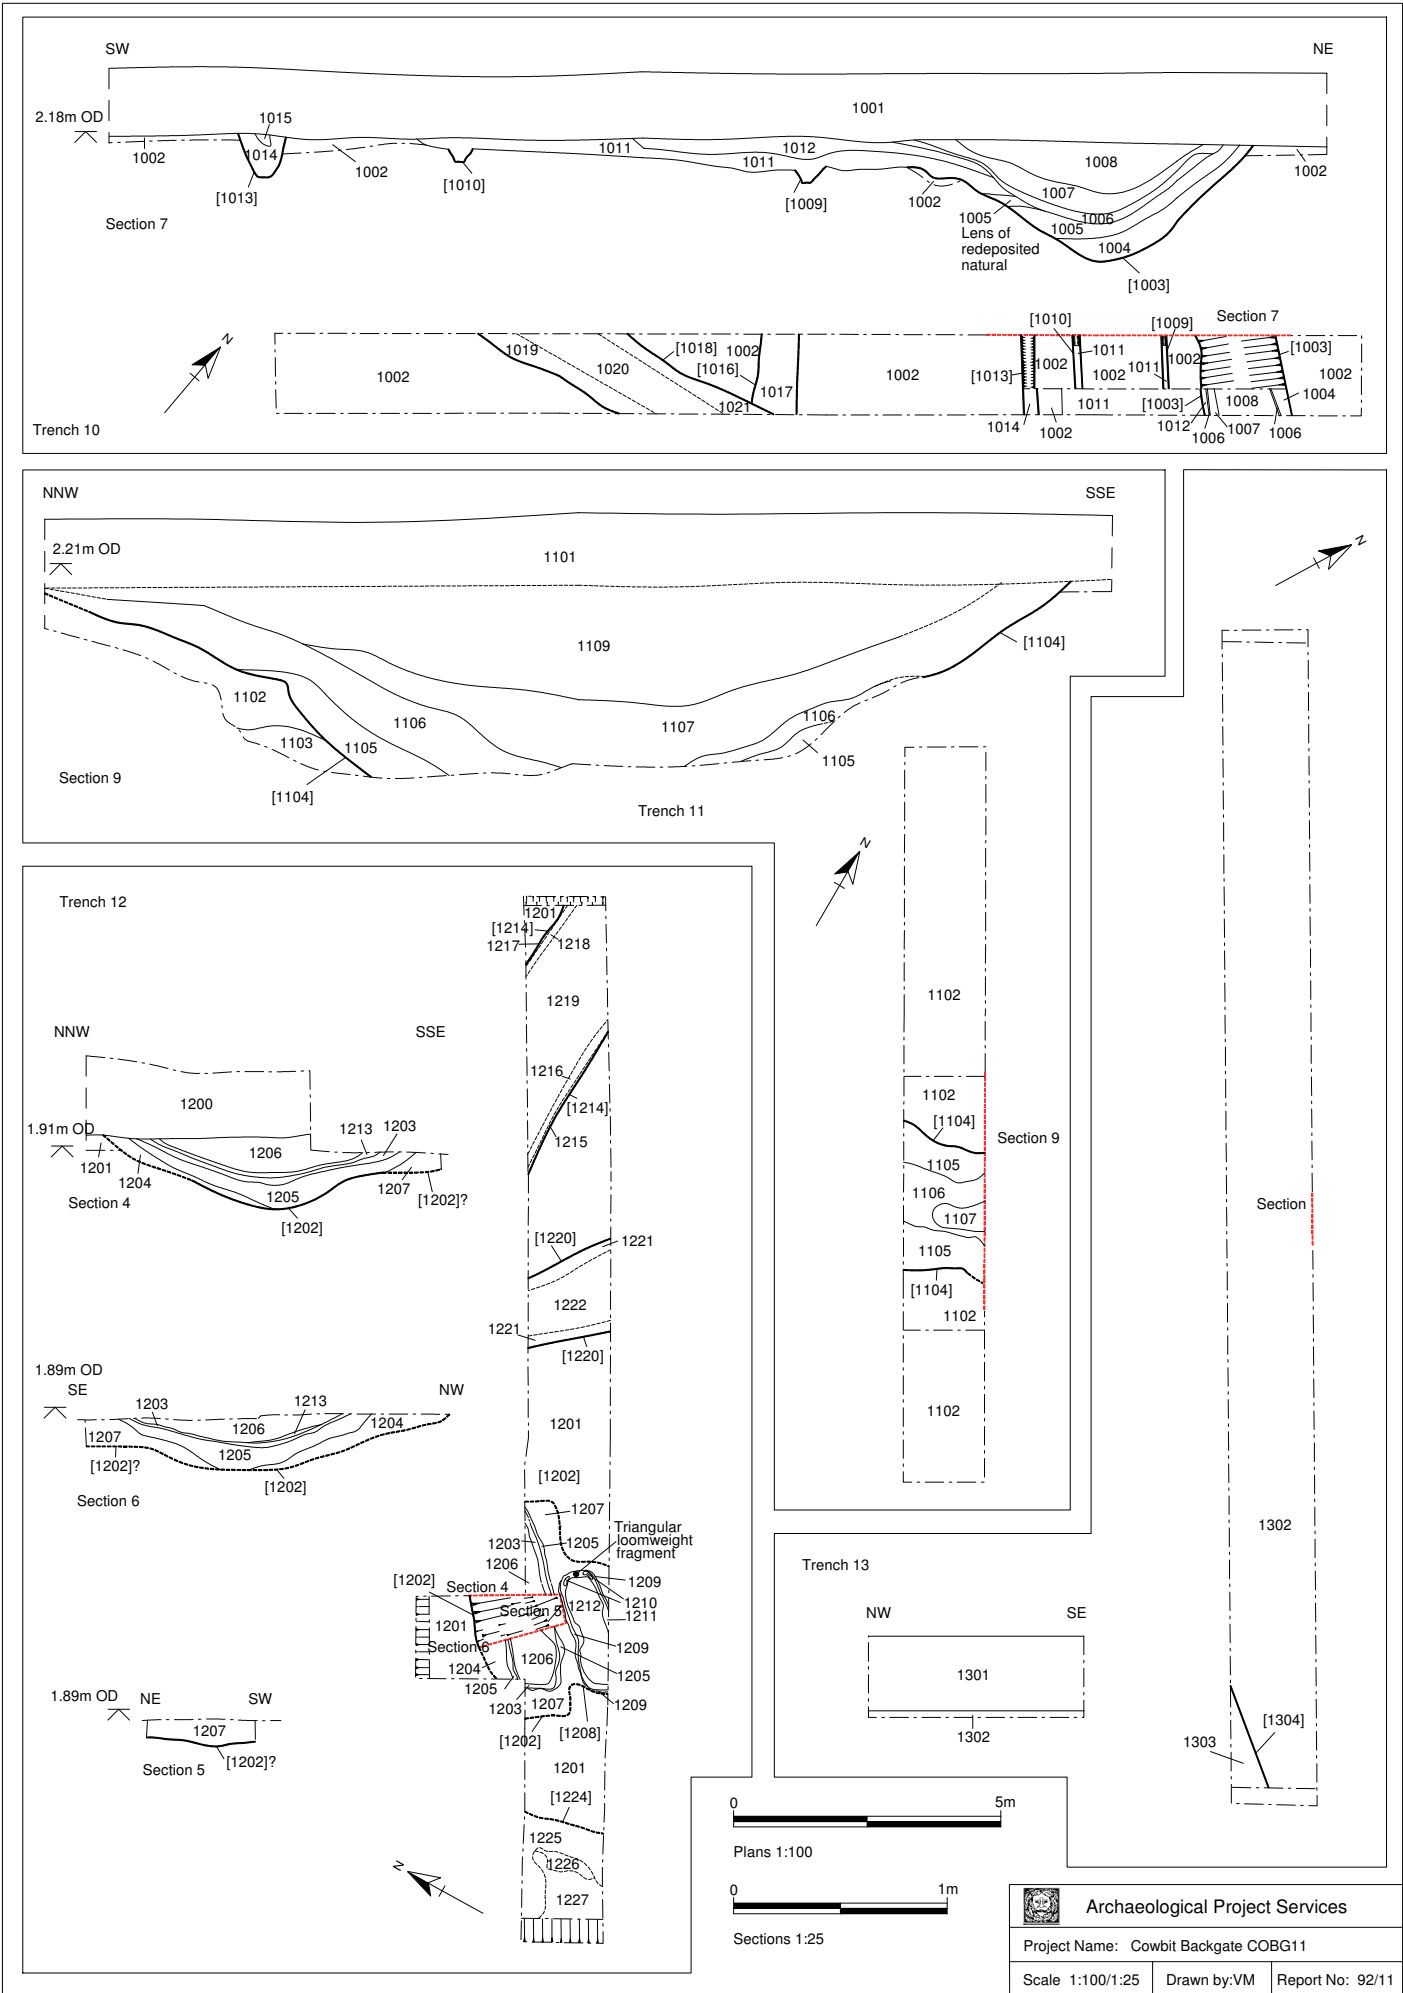 SW
NE
1001
2.18m OD
1015
1014
1002
1002
[1013]
[1010]
1011
1012
1011
[1009]
1002
1008
1007
1006
1005
1004
1002
[1003]
1005
Lens of
redeposited
natural
Section 7
Section 7
N
1002
1019
1020
[1018]
1002
[1016]
1017
1021
1002
[1010]
[1009]
[1013]
1002
1011
1002
1011
1002
[1003]
1002
1014
1002
1011
[1003]
1008
1004
1012
1006
1007
1006
Trench 10
NNW
SSE
2.21m OD
1101
1109
[1104]
1102
1103
1105
1106
1107
1106
1105
[1104]
Section 9
Trench 11
N
1102
1102
[1104]
Section 9
1105
1106
1107
1105
[1104]
1102
1102
Trench 12
NNW
SSE
1200
1.91m OD
1213
1203
1206
1201
1204
1205
1207
[1202]?
[1202]
Section 4
1.89m OD
SE
NW
1203
1213
1206
1204
1207
1205
[1202]?
[1202]
Section 6
1.89m OD
NE
SW
1207
[1202]?
Section 5
1201
[1214]
1217
1218
1219
1216
[1214]
1215
[1220]
1221
1222
1221
[1220]
1201
[1202]
1207
Triangular
loomweight
fragment
1203
1205
1206
[1202]
Section 4
1209
1210
1212
1211
Section 5
1201
Section 6
1209
1206
1204
1205
1205
1203
1207
1209
[1208]
[1202]
1201
[1224]
1225
1226
1227
N
N
Section
1302
1303
[1304]
Trench 13
NW
SE
1301
1302
0
5m
Plans 1:100
0
1m
Sections 1:25
Archaeological Project Services
Project Name: Cowbit Backgate COBG11
Scale 1:100/1:25
Drawn by:VM
Report No: 92/11